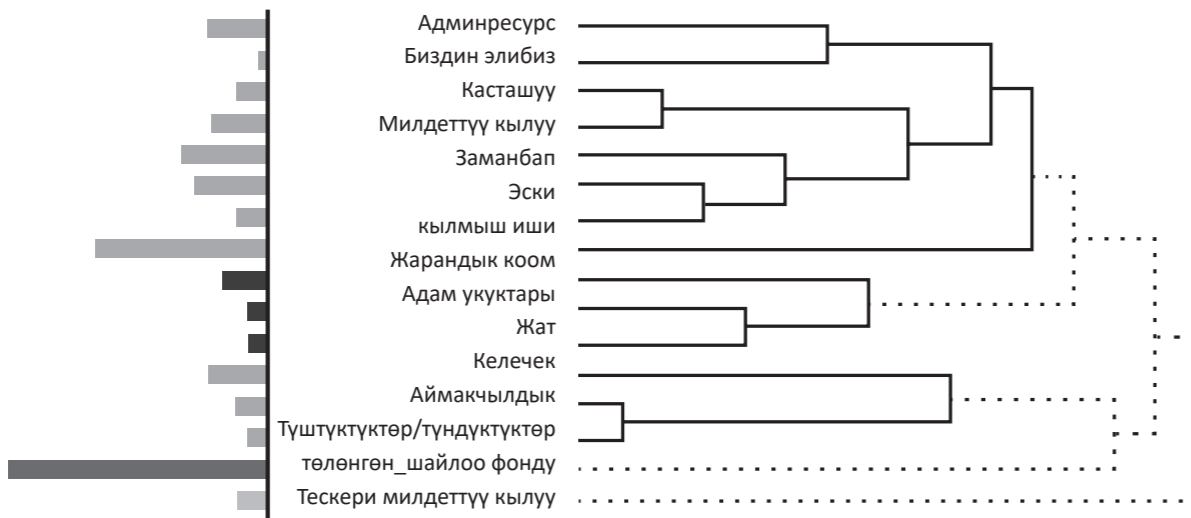 Админресурс
Биздин элибиз
Касташуу
Милдеттүү кылуу
Заманбап
Эски
кылмыш иши
Жарандык коом
Адам укуктары
Жат
Келечек
Аймакчылдык
Түштүктүктөр/түндүктүктөр
төлөнгөн_шайлоо фонду
Тескери милдеттүү кылуу